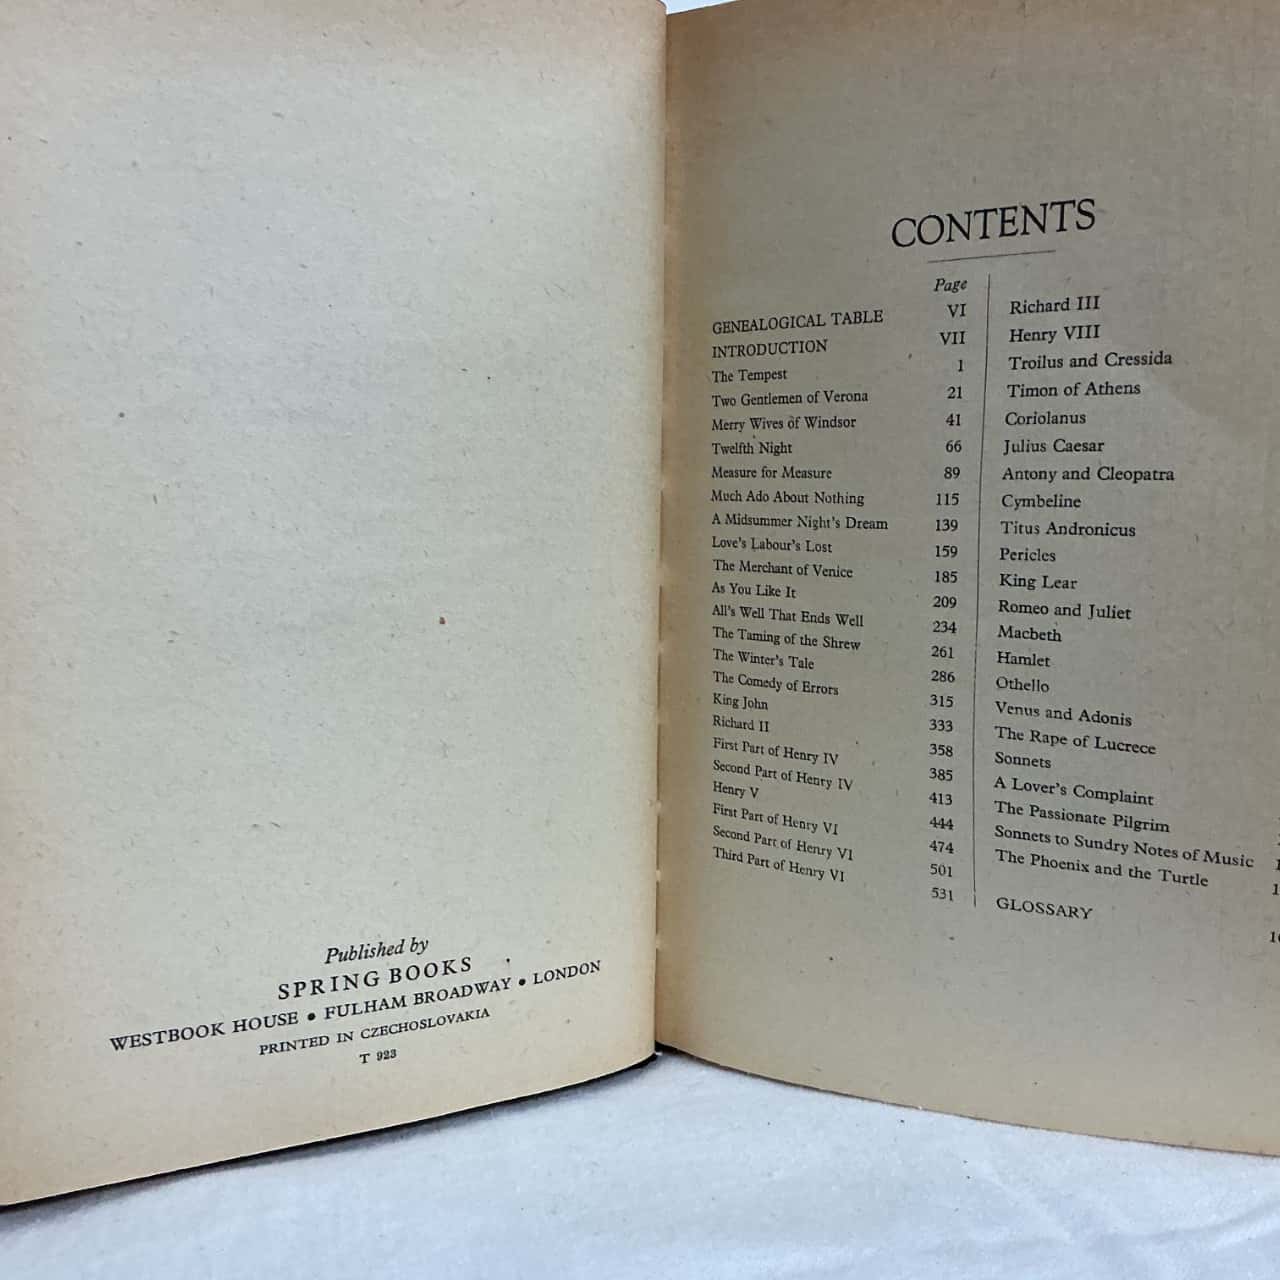 Published by
SPRING BOOKS
WESTBOOK HOUSE • FULHAM BROADWAY • LONDON
PRINTED IN CZECHOSLOVAKIA
T 923
CONTENTS
Page
GENEALOGICAL TABLE VI
INTRODUCTION VII
The Tempest 1
Two Gentlemen of Verona 21
Merry Wives of Windsor 41
Twelfth Night 66
Measure for Measure 89
Much Ado About Nothing 115
A Midsummer Night's Dream 139
Love's Labour's Lost 159
The Merchant of Venice 185
As You Like It 209
All's Well That Ends Well 234
The Taming of the Shrew 261
The Winter's Tale 286
The Comedy of Errors 315
King John 333
Richard II 358
First Part of Henry IV 385
Second Part of Henry IV 413
Henry V 444
First Part of Henry VI 474
Second Part of Henry VI 501
Third Part of Henry VI 531
Richard III
Henry VIII
Troilus and Cressida
Timon of Athens
Coriolanus
Julius Caesar
Antony and Cleopatra
Cymbeline
Titus Andronicus
Pericles
King Lear
Romeo and Juliet
Macbeth
Hamlet
Othello
Venus and Adonis
The Rape of Lucrece
Sonnets
A Lover's Complaint
The Passionate Pilgrim
Sonnets to Sundry Notes of Music
The Phoenix and the Turtle
GLOSSARY